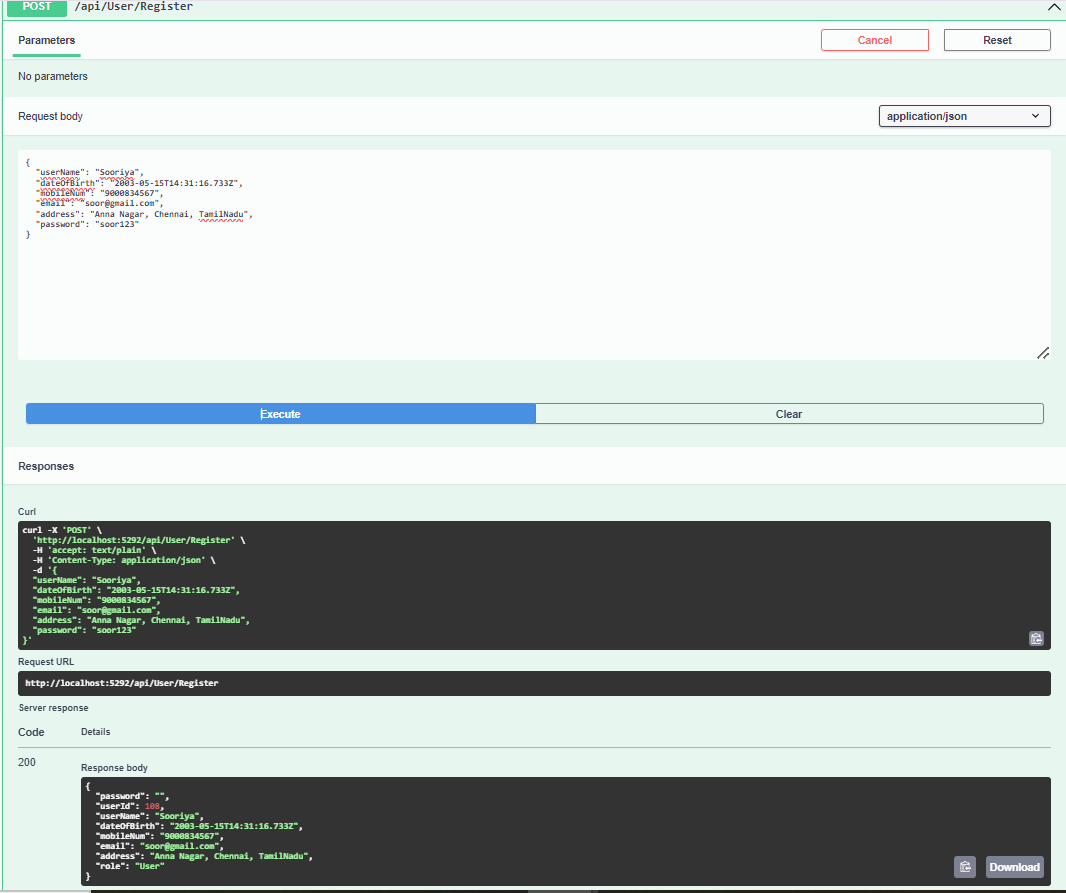 POST /api/User/Register
Parameters
Cancel
Reset
No parameters
Request body
application/json
{
"userName": "Sooriya",
"dateOfBirth": "2003-05-15T14:31:16.733Z",
"mobileNum": "9000834567",
"email": "soor@gmail.com",
"address": "Anna Nagar, Chennai, TamilNadu",
"password": "soor123"
}
Execute
Clear
Responses
Curl
curl -X 'POST' \
'http://localhost:5292/api/User/Register' \
-H 'accept: text/plain' \
-H 'Content-Type: application/json' \
-d '{
"userName": "Sooriya",
"dateOfBirth": "2003-05-15T14:31:16.733Z",
"mobileNum": "9000834567",
"email": "soor@gmail.com",
"address": "Anna Nagar, Chennai, TamilNadu",
"password": "soor123"
}'
Request URL
http://localhost:5292/api/User/Register
Server response
Code Details
200
Response body
{
"password": "",
"userId": 108,
"userName": "Sooriya",
"dateOfBirth": "2003-05-15T14:31:16.733Z",
"mobileNum": "9000834567",
"email": "soor@gmail.com",
"address": "Anna Nagar, Chennai, TamilNadu",
"role": "User"
}
Download